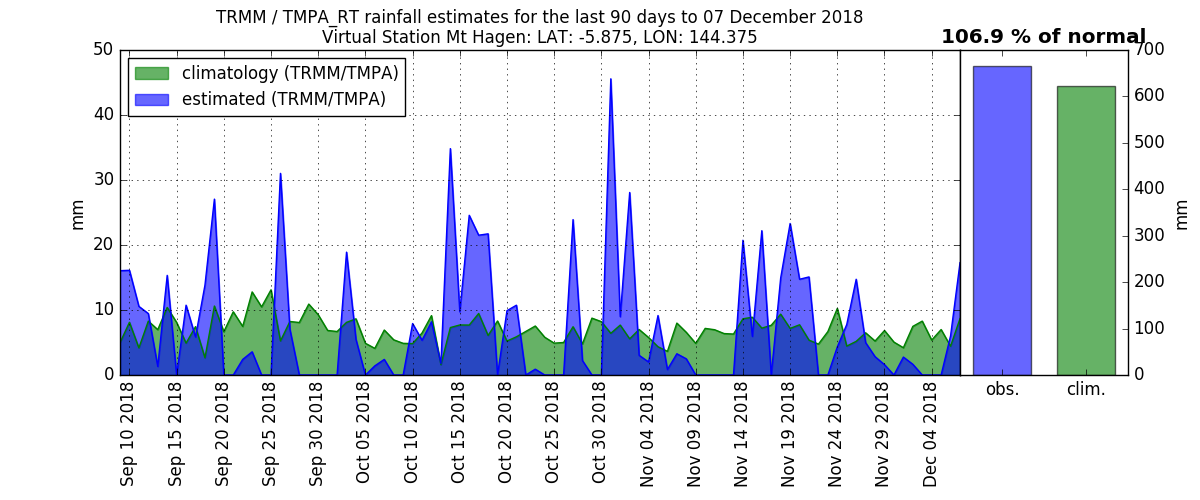 TRMM / TMPA_RT rainfall estimates for the last 90 days to 07 December 2018
Virtual Station Mt Hagen: LAT: -5.875, LON: 144.375
106.9 % of normal
climatology (TRMM/TMPA)
estimated (TRMM/TMPA)
50
40
30
20
10
0
mm
Sep 10 2018
Sep 15 2018
Sep 20 2018
Sep 25 2018
Sep 30 2018
Oct 05 2018
Oct 10 2018
Oct 15 2018
Oct 20 2018
Oct 25 2018
Oct 30 2018
Nov 04 2018
Nov 09 2018
Nov 14 2018
Nov 19 2018
Nov 24 2018
Nov 29 2018
Dec 04 2018
obs.
clim.
700
600
500
400
300
200
100
0
mm